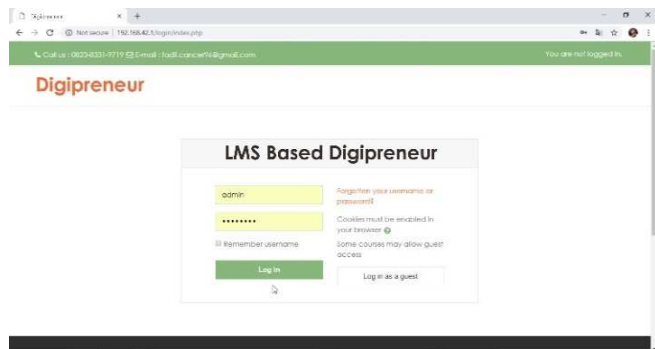 Digipreneur
Not secure | 192.168.42.1/login/index.php
Call us : 0823-8331-9719 E-mail : fadil.cancer16@gmail.com
You are not logged in.
Digipreneur
LMS Based Digipreneur
admin
Forgotten your username or
password?
Cookies must be enabled in
your browser
Remember username
Some courses may allow guest
access
Log in
Log in as a guest